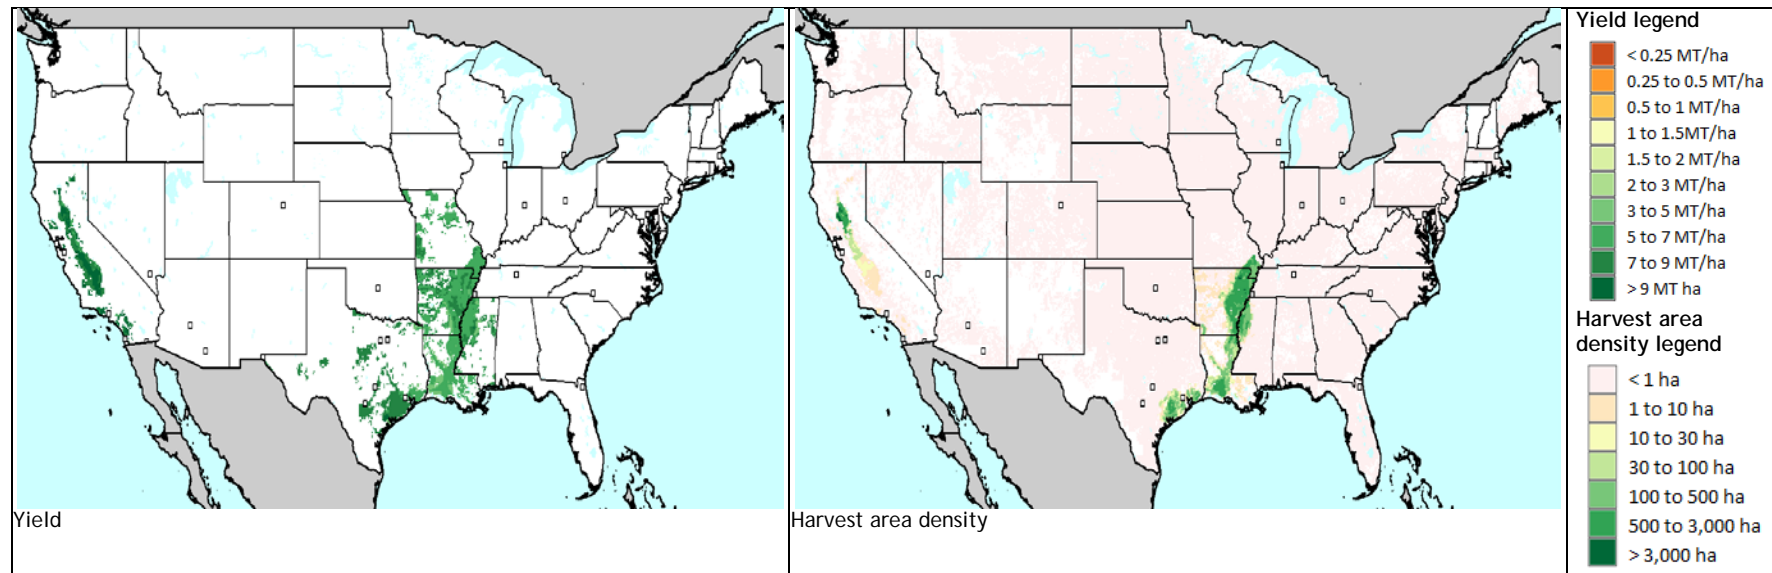 Yield
Harvest area density
Yield legend
< 0.25 MT/ha
0.25 to 0.5 MT/ha
0.5 to 1 MT/ha
1 to 1.5MT/ha
1.5 to 2 MT/ha
2 to 3 MT/ha
3 to 5 MT/ha
5 to 7 MT/ha
7 to 9 MT/ha
> 9 MT ha
Harvest area
density legend
< 1 ha
1 to 10 ha
10 to 30 ha
30 to 100 ha
100 to 500 ha
500 to 3,000 ha
> 3,000 ha